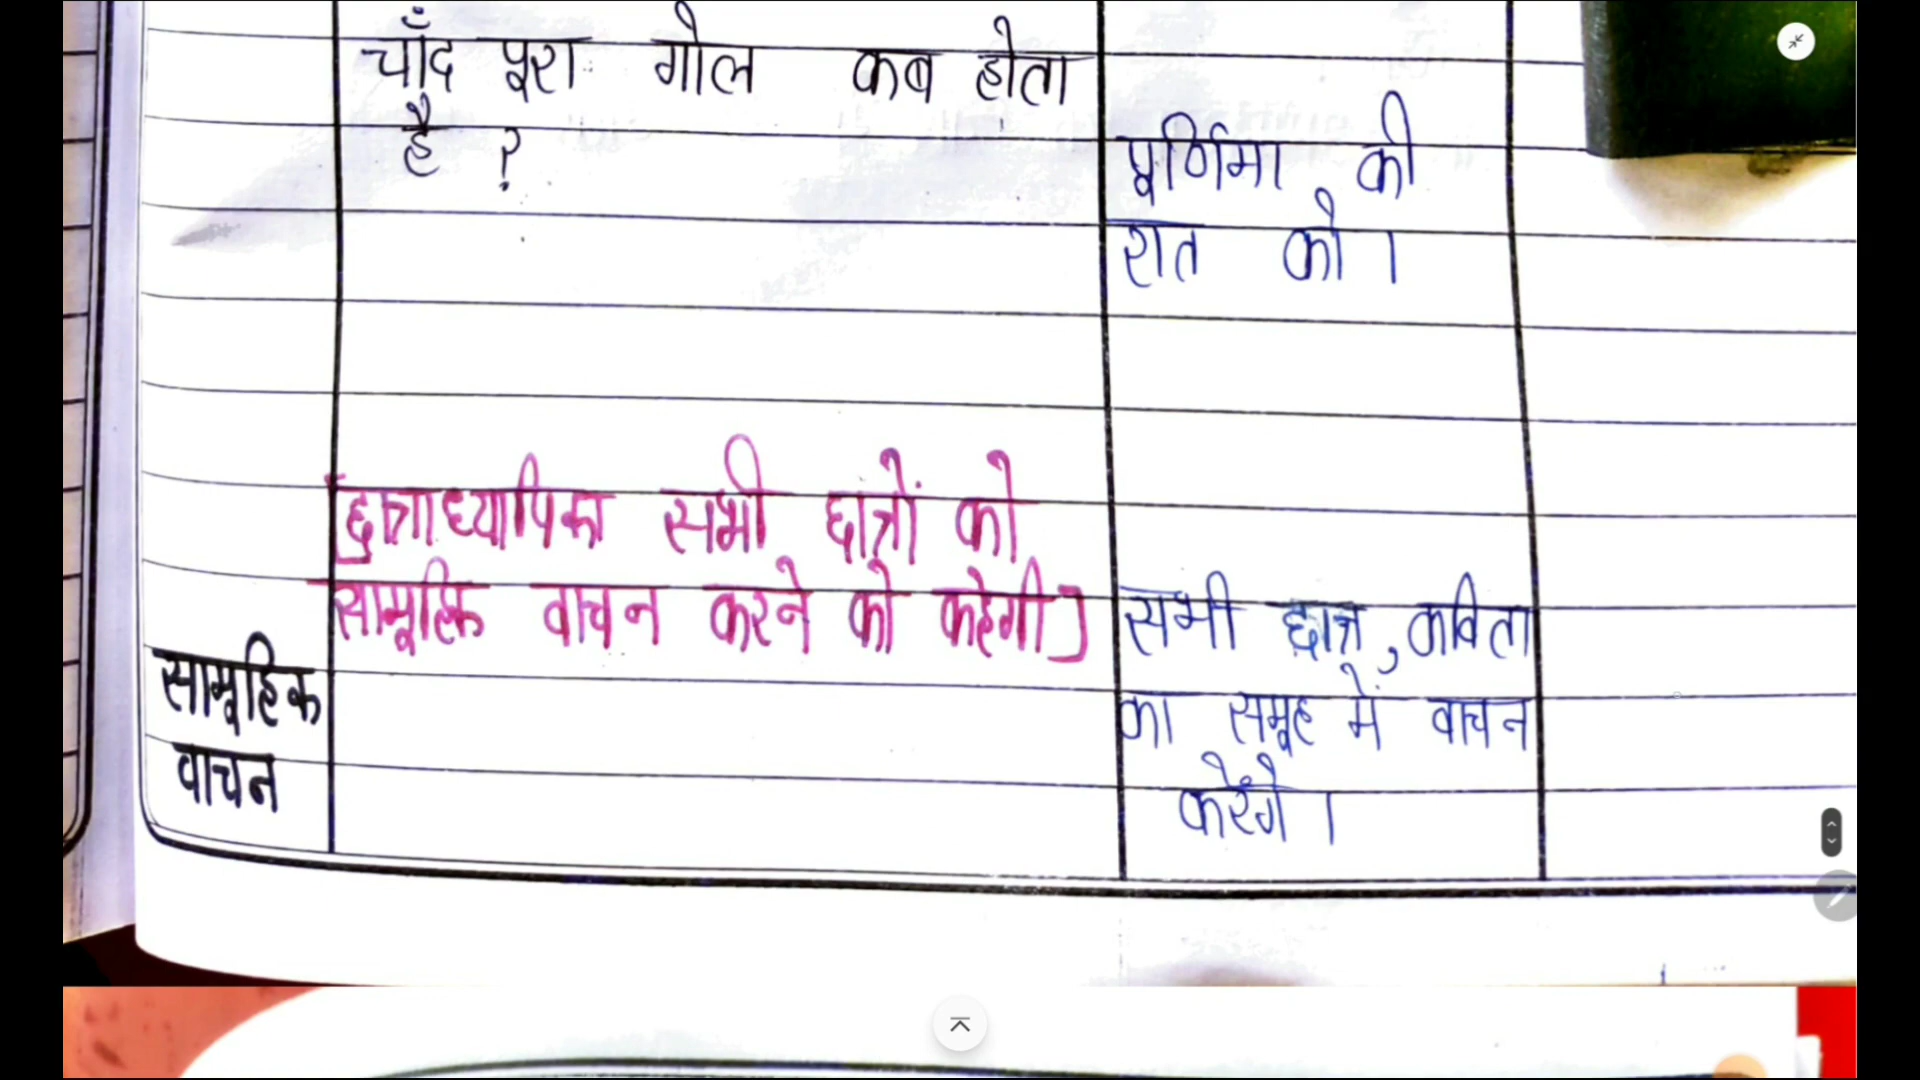 चाँद पूरा गोल कब होता
है ?
पूर्णिमा की
रात को ।
[छात्राध्यापिका सभी छात्रों को
सामूहिक वाचन करने को कहेगी]
सामूहिक
वाचन
सभी छात्र, कविता
का समूह में वाचन
करेंगे ।